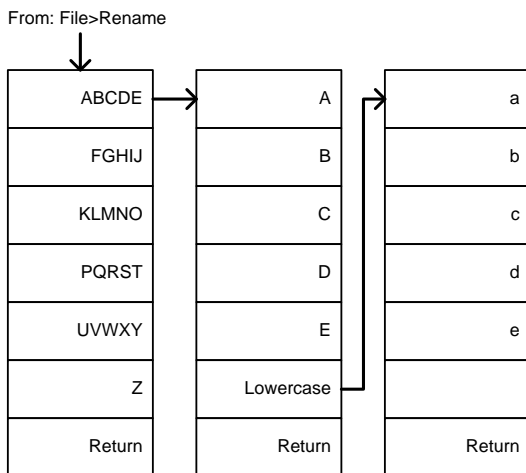 From: File>Rename
ABCDE
FGHIJ
KLMNO
PQRST
UVWXY
Z
Return
A
B
C
D
E
Lowercase
Return
a
b
c
d
e
Return